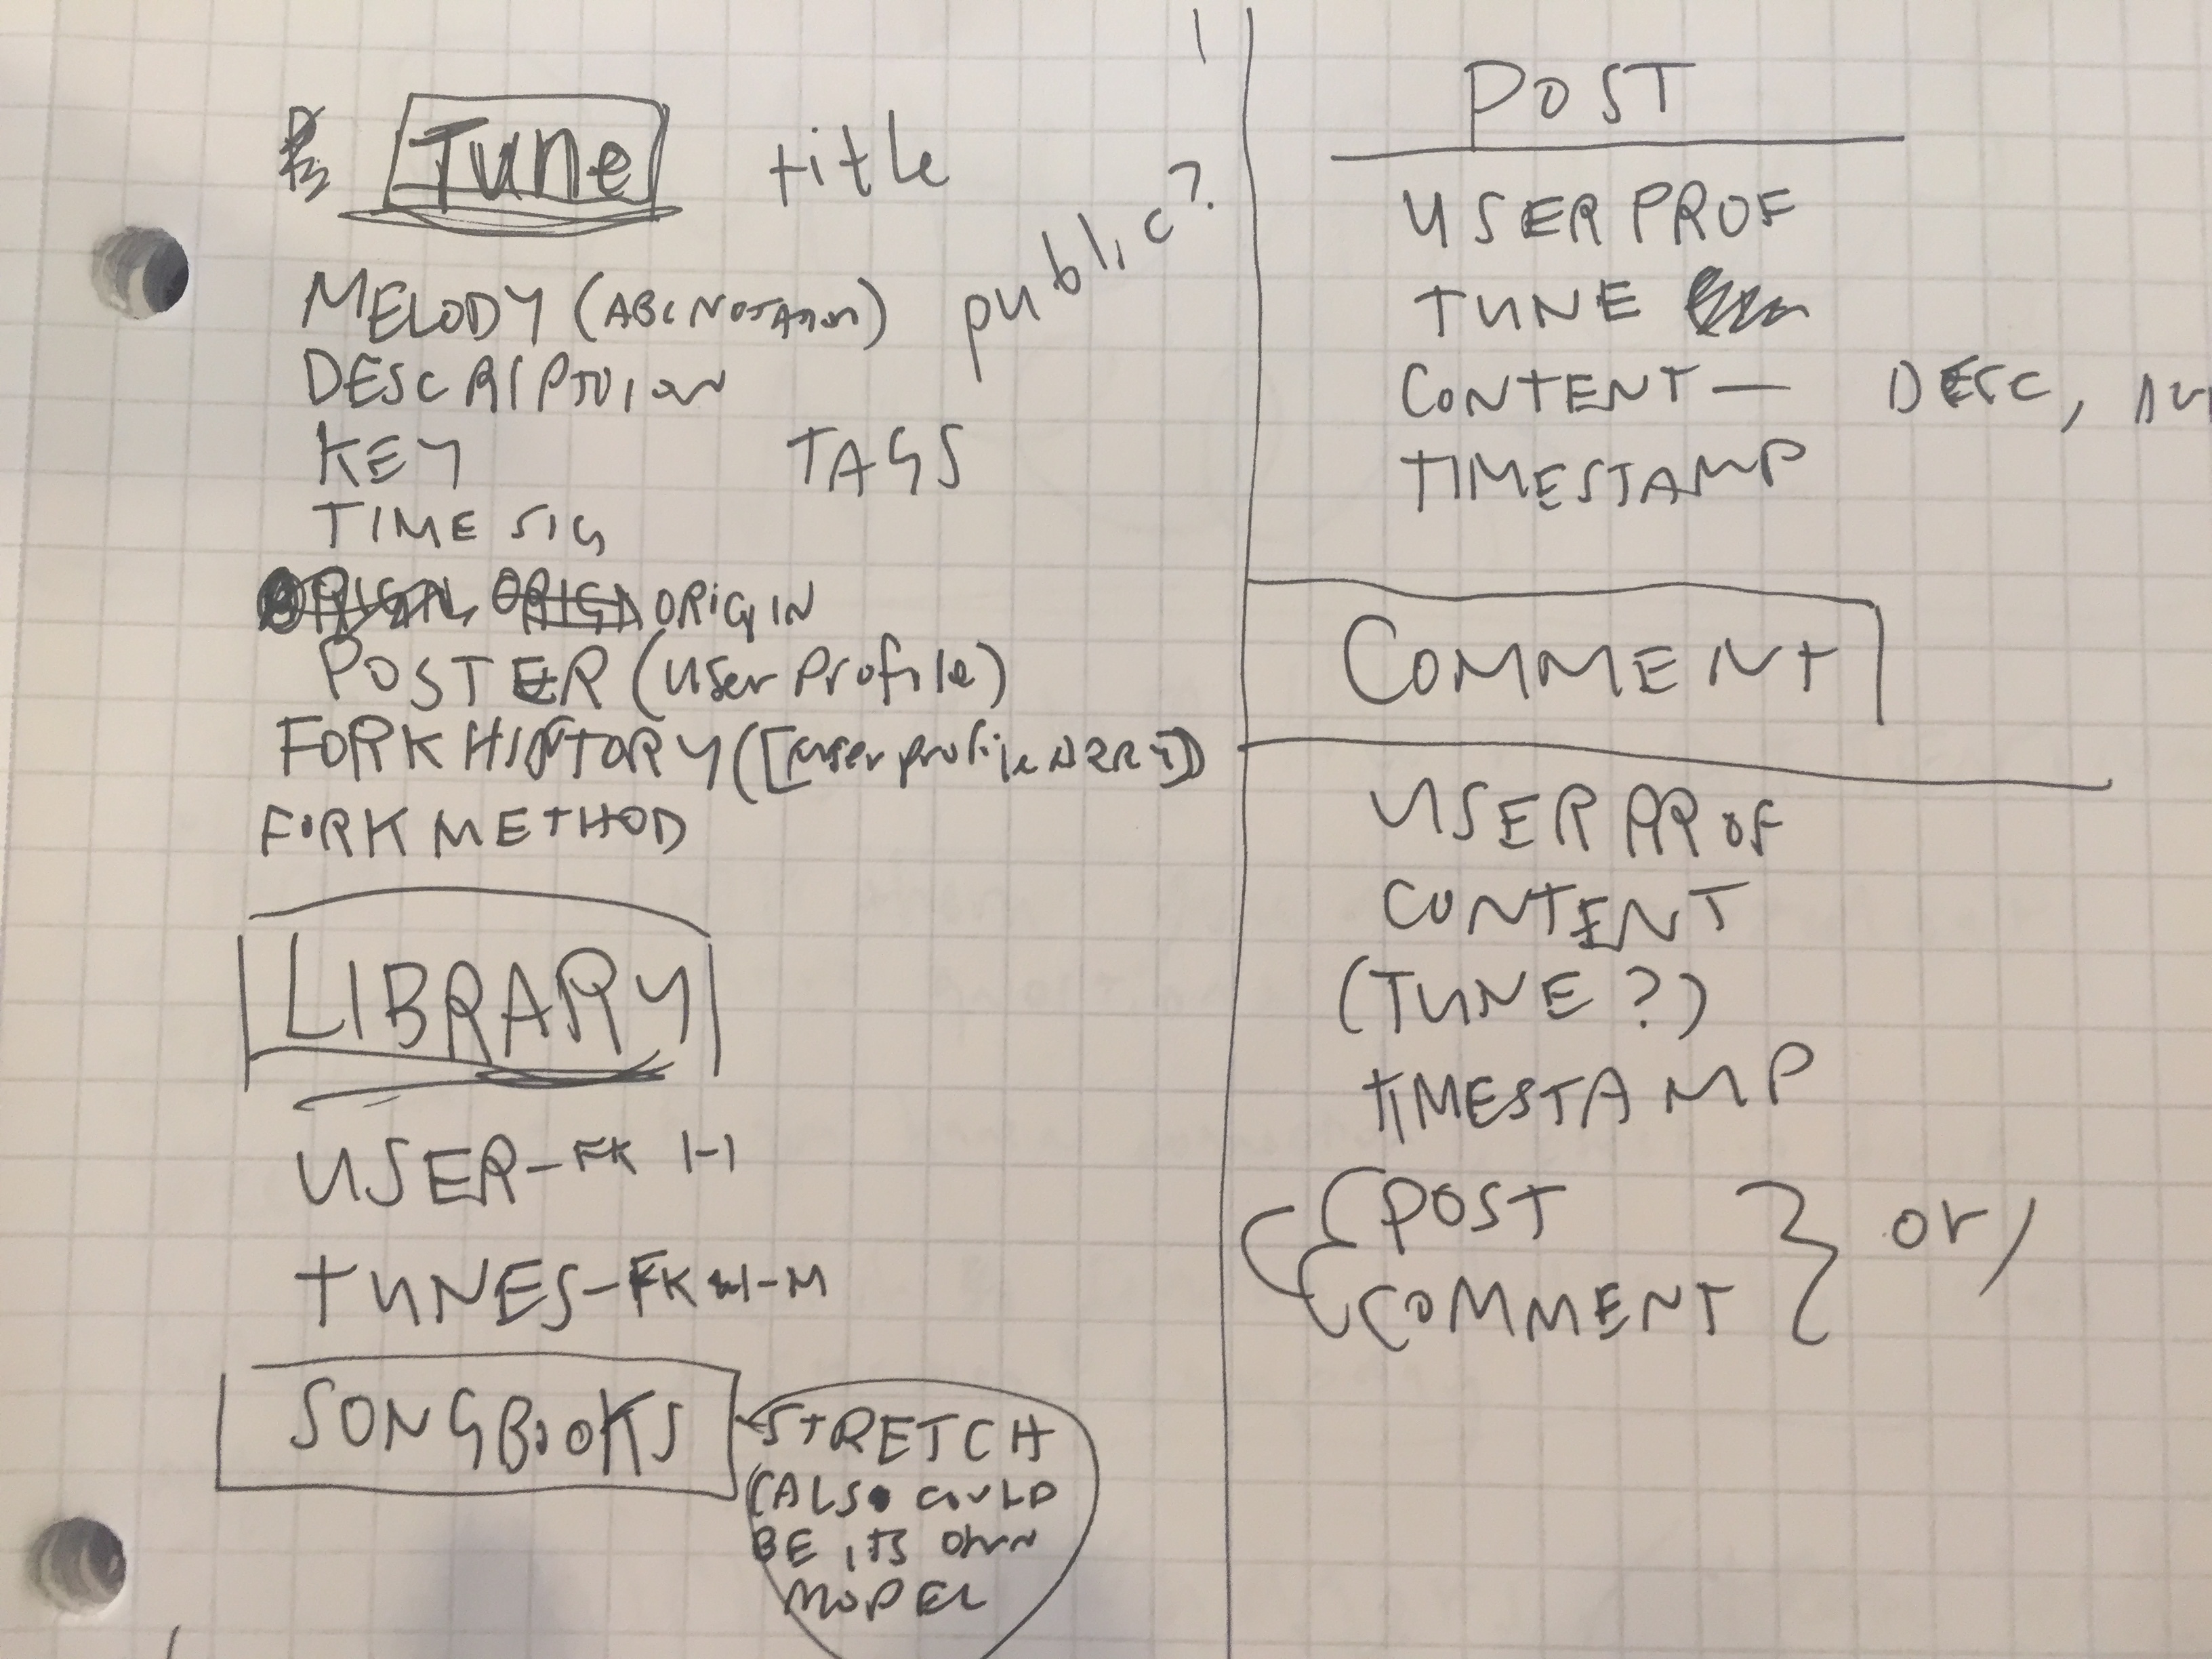 Tune title
public?
MELODY (ABC NOTATION)
DESCRIPTION
KEY TAGS
TIME SIG
ORIGIN
POSTER (user Profile)
FORK HISTORY ([user profile
FORK METHOD
LIBRARY
USER-FK 1-1
TUNES-FK 1-M
SONGBOOKS
STRETCH
(ALSO COULD
BE ITS OWN
MODEL
POST
USER PROF
TUNE
CONTENT — DESC,
TIMESTAMP
COMMENT
USER PROF
CONTENT
(TUNE?)
TIMESTAMP
POST
COMMENT } or